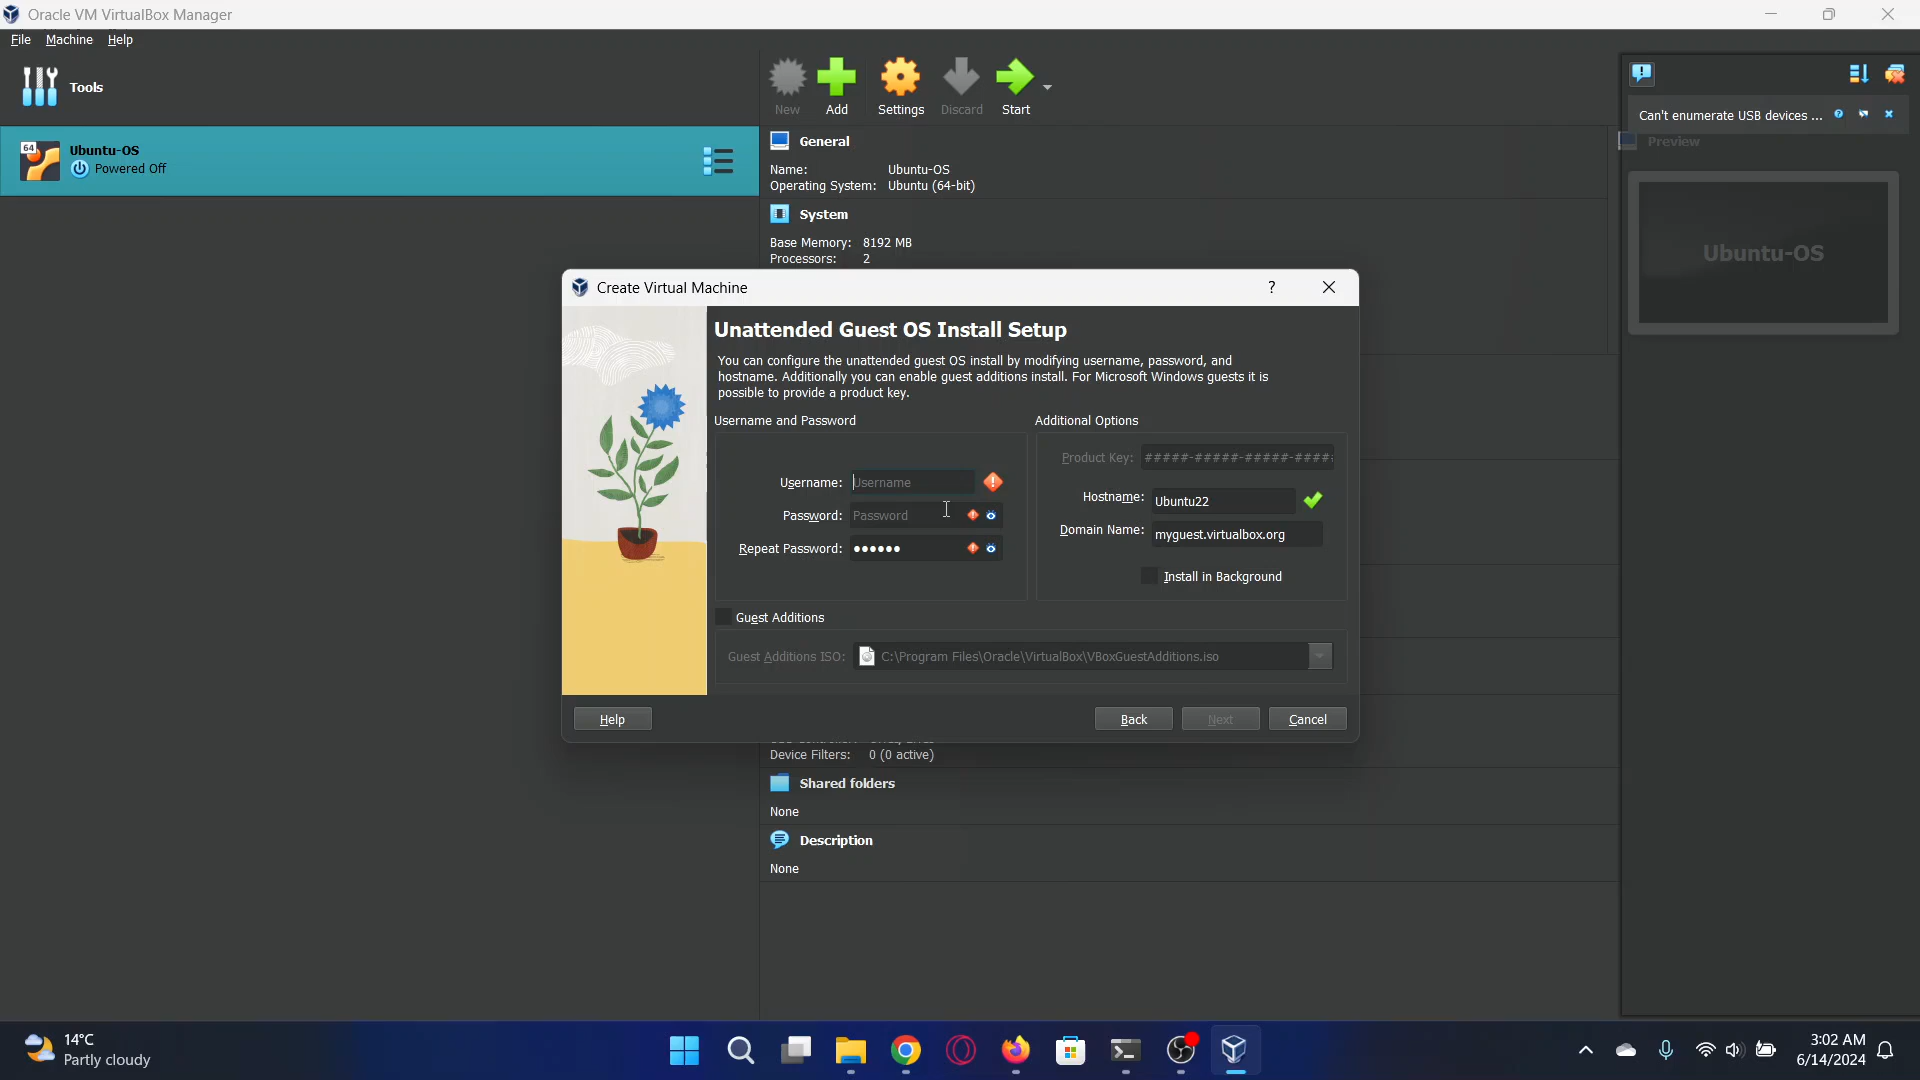 Oracle VM VirtualBox Manager
File Machine Help
Tools
New
Add
Settings
Discard
Start
64
Ubuntu-OS
Powered Off
General
Name: Ubuntu-OS
Operating System: Ubuntu (64-bit)
System
Base Memory: 8192 MB
Processors: 2
Can't enumerate USB devices ...
Preview
Ubuntu-OS
Create Virtual Machine
?
Unattended Guest OS Install Setup
You can configure the unattended guest OS install by modifying username, password, and
hostname. Additionally you can enable guest additions install. For Microsoft Windows guests it is
possible to provide a product key.
Username and Password
Username: Username
Password: Password
Repeat Password: ••••••
Additional Options
Product Key: #####-#####-#####-####
Hostname: Ubuntu22
Domain Name: myguest.virtualbox.org
Install in Background
Guest Additions
Guest Additions ISO: C:\Program Files\Oracle\VirtualBox\VBoxGuestAdditions.iso
Help
Back
Next
Cancel
Device Filters: 0 (0 active)
Shared folders
None
Description
None
14°C
Partly cloudy
3:02 AM
6/14/2024